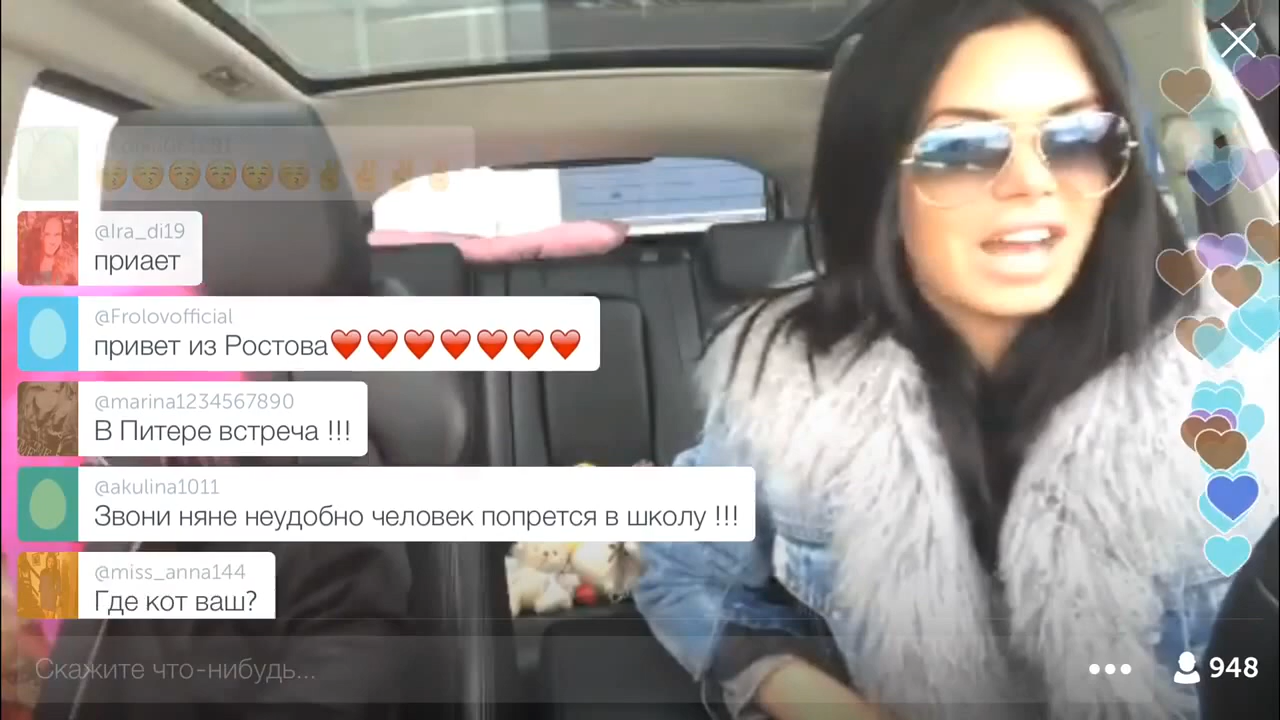 @Ira_di19
приает
@Frolovofficial
привет из Ростова❤️❤️❤️❤️❤️❤️❤️
@marina1234567890
В Питере встреча !!!
@akulina1011
Звони няне неудобно человек попрется в школу !!!
@miss_anna144
Где кот ваш?
Скажите что-нибудь...
948